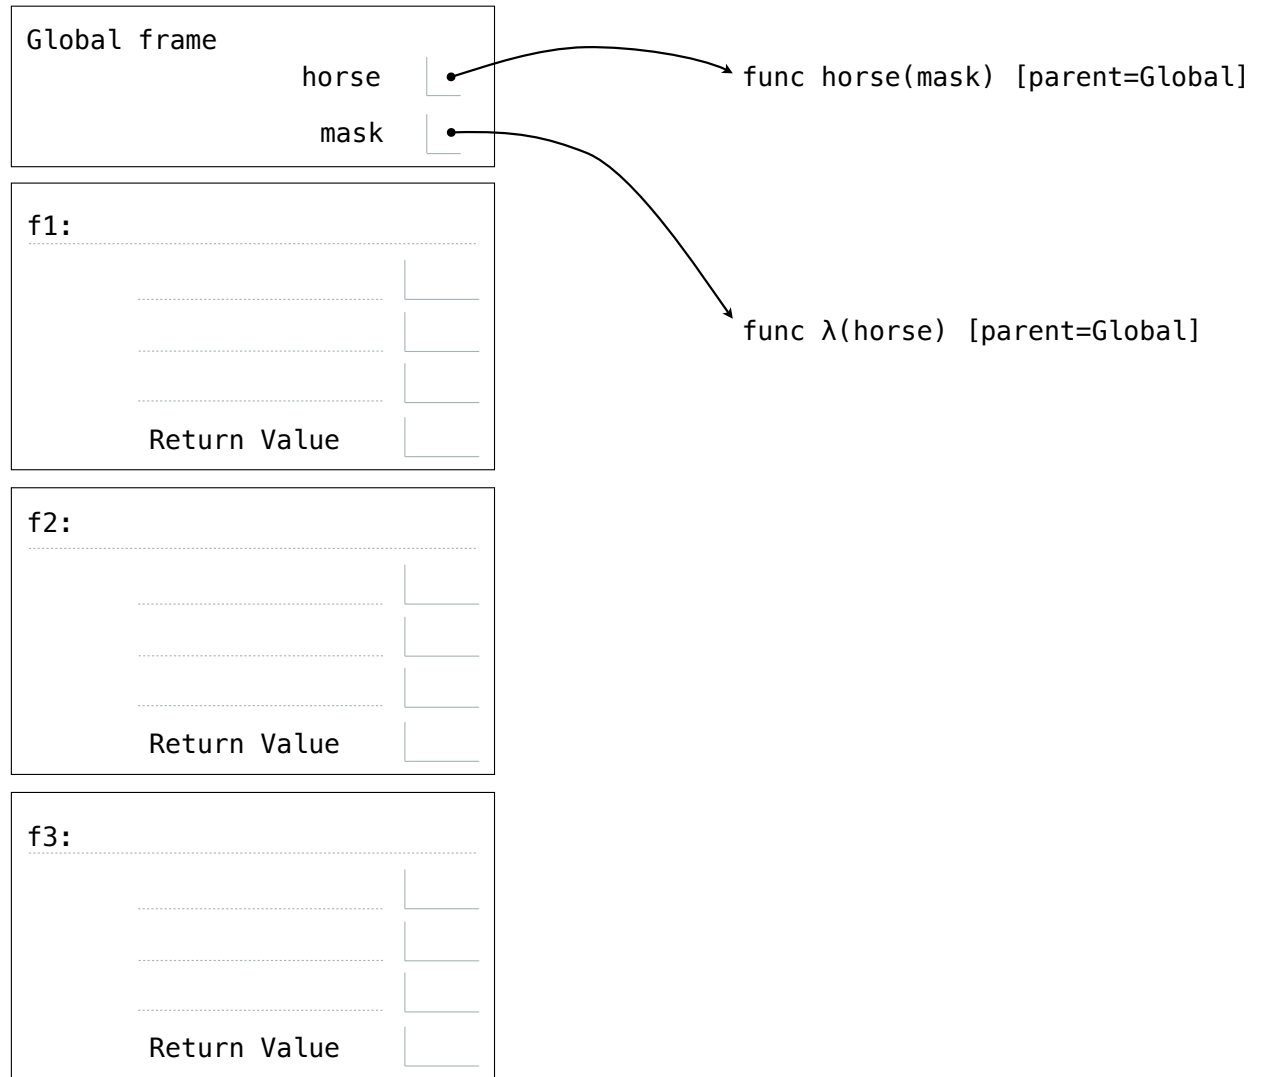 Global frame
horse
func horse(mask) [parent=Global]
mask
f1:
func λ(horse) [parent=Global]
Return Value
f2:
Return Value
f3:
Return Value